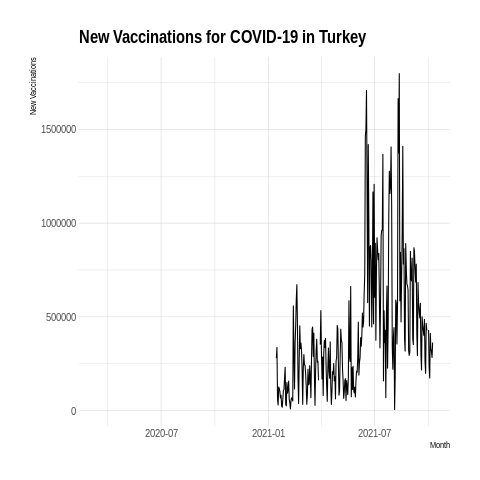 New Vaccinations for COVID-19 in Turkey
New Vaccinations
1500000
1000000
500000
0
2020-07
2021-01
2021-07
Month